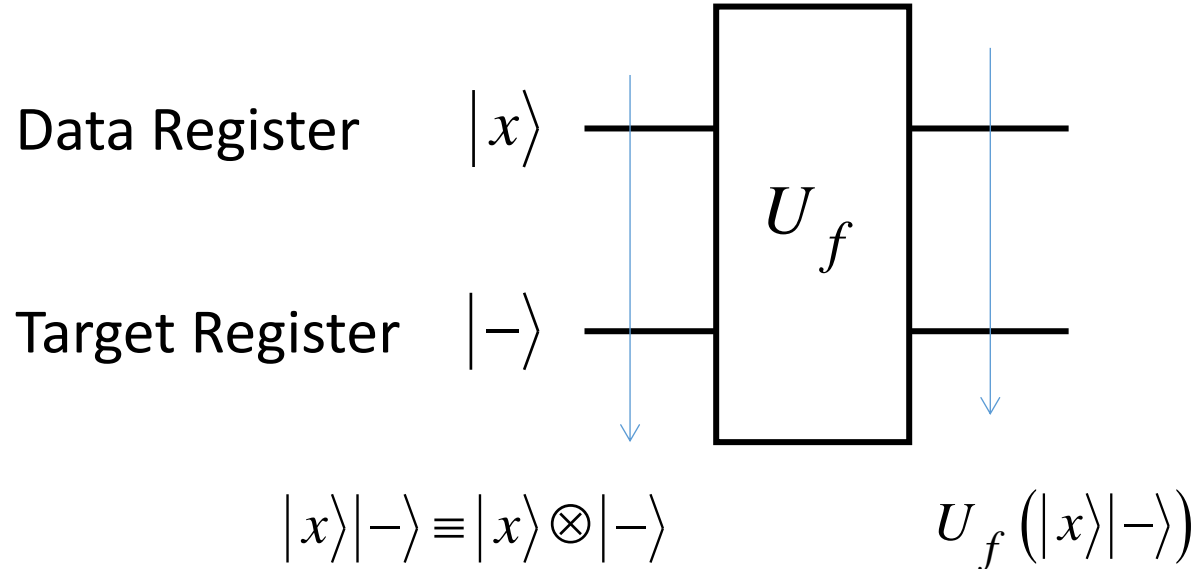 Data Register |x⟩
U_f
Target Register |−⟩
|x⟩|−⟩ ≡ |x⟩ ⊗ |−⟩ U_f (|x⟩|−⟩)